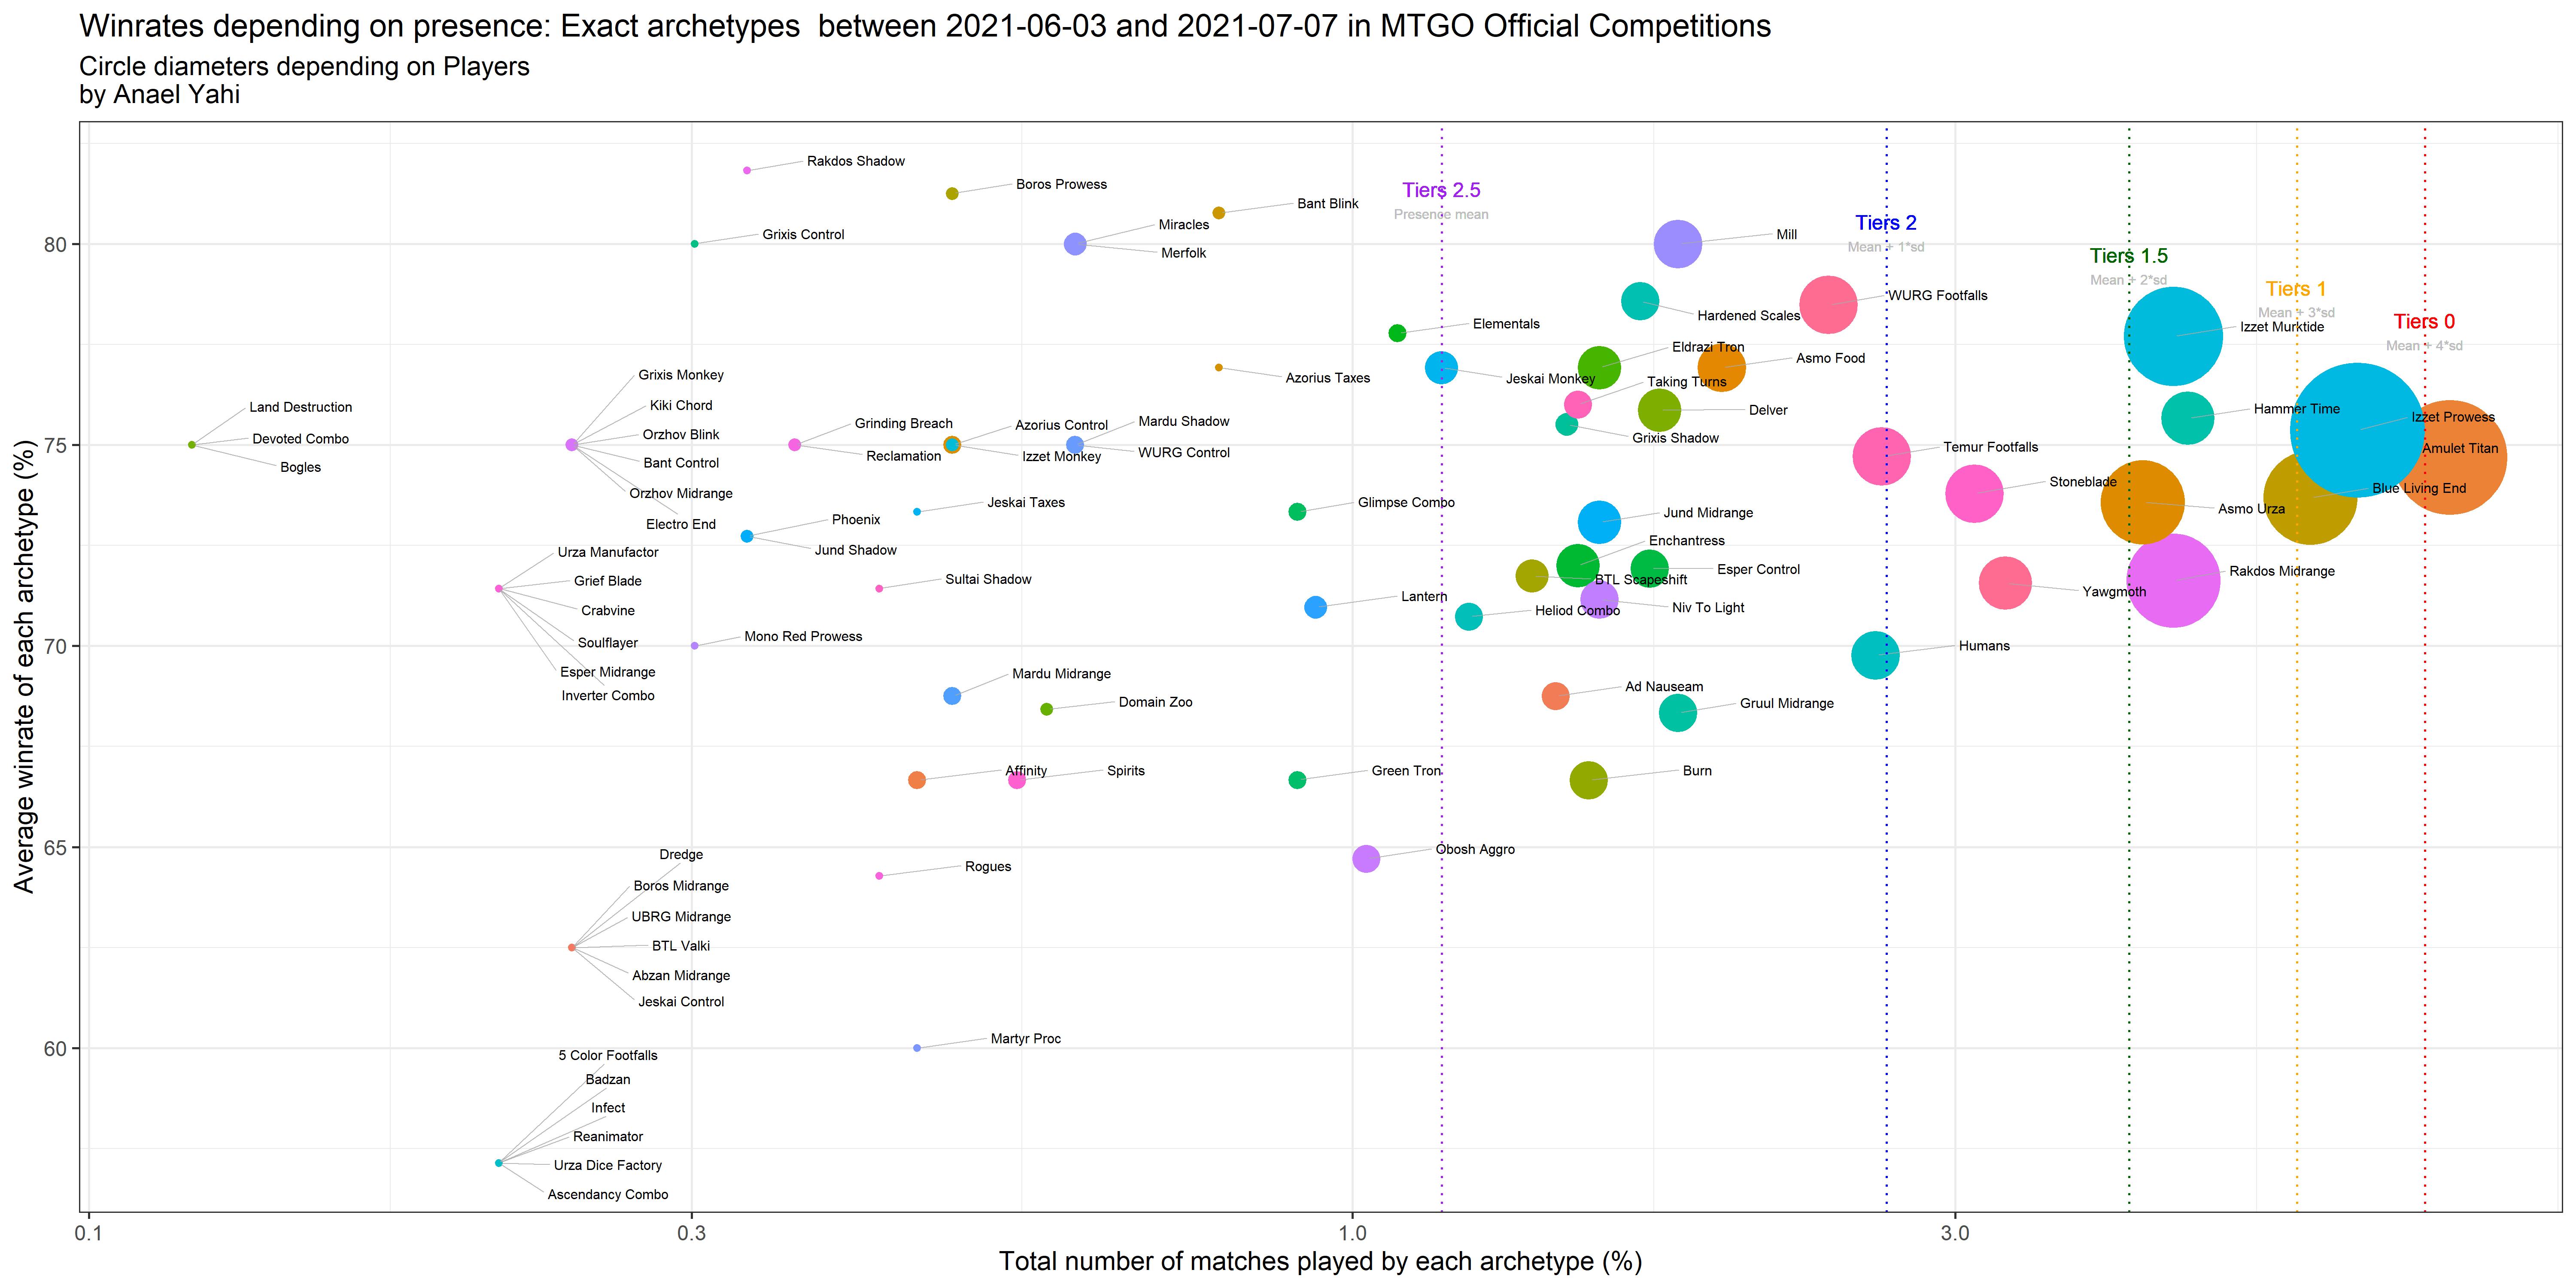 Winrates depending on presence: Exact archetypes  between 2021-06-03 and 2021-07-07 in MTGO Official Competitions
Circle diameters depending on Players
by Anael Yahi
Average winrate of each archetype (%)
80
75
70
65
60
Rakdos Shadow
Boros Prowess
Bant Blink
Miracles
Merfolk
Grixis Control
Tiers 2.5
Presence mean
Tiers 2
Mean + 1*sd
Tiers 1.5
Mean + 2*sd
Tiers 1
Mean + 3*sd
Tiers 0
Mean + 4*sd
Mill
WURG Footfalls
Hardened Scales
Elementals
Izzet Murktide
Eldrazi Tron
Asmo Food
Azorius Taxes
Jeskai Monkey
Taking Turns
Delver
Grixis Shadow
Hammer Time
Izzet Prowess
Amulet Titan
Grixis Monkey
Kiki Chord
Orzhov Blink
Bant Control
Orzhov Midrange
Electro End
Land Destruction
Devoted Combo
Bogles
Grinding Breach
Reclamation
Azorius Control
Izzet Monkey
Mardu Shadow
WURG Control
Temur Footfalls
Stoneblade
Blue Living End
Asmo Urza
Phoenix
Jund Shadow
Jeskai Taxes
Glimpse Combo
Jund Midrange
Enchantress
Esper Control
BTL Scapeshift
Niv To Light
Rakdos Midrange
Yawgmoth
Urza Manufactor
Grief Blade
Crabvine
Soulflayer
Esper Midrange
Inverter Combo
Sultai Shadow
Lantern
Heliod Combo
Mono Red Prowess
Humans
Mardu Midrange
Domain Zoo
Ad Nauseam
Gruul Midrange
Affinity
Spirits
Green Tron
Burn
Obosh Aggro
Rogues
Dredge
Boros Midrange
UBRG Midrange
BTL Valki
Abzan Midrange
Jeskai Control
Martyr Proc
5 Color Footfalls
Badzan
Infect
Reanimator
Urza Dice Factory
Ascendancy Combo
0.1
0.3
1.0
3.0
Total number of matches played by each archetype (%)